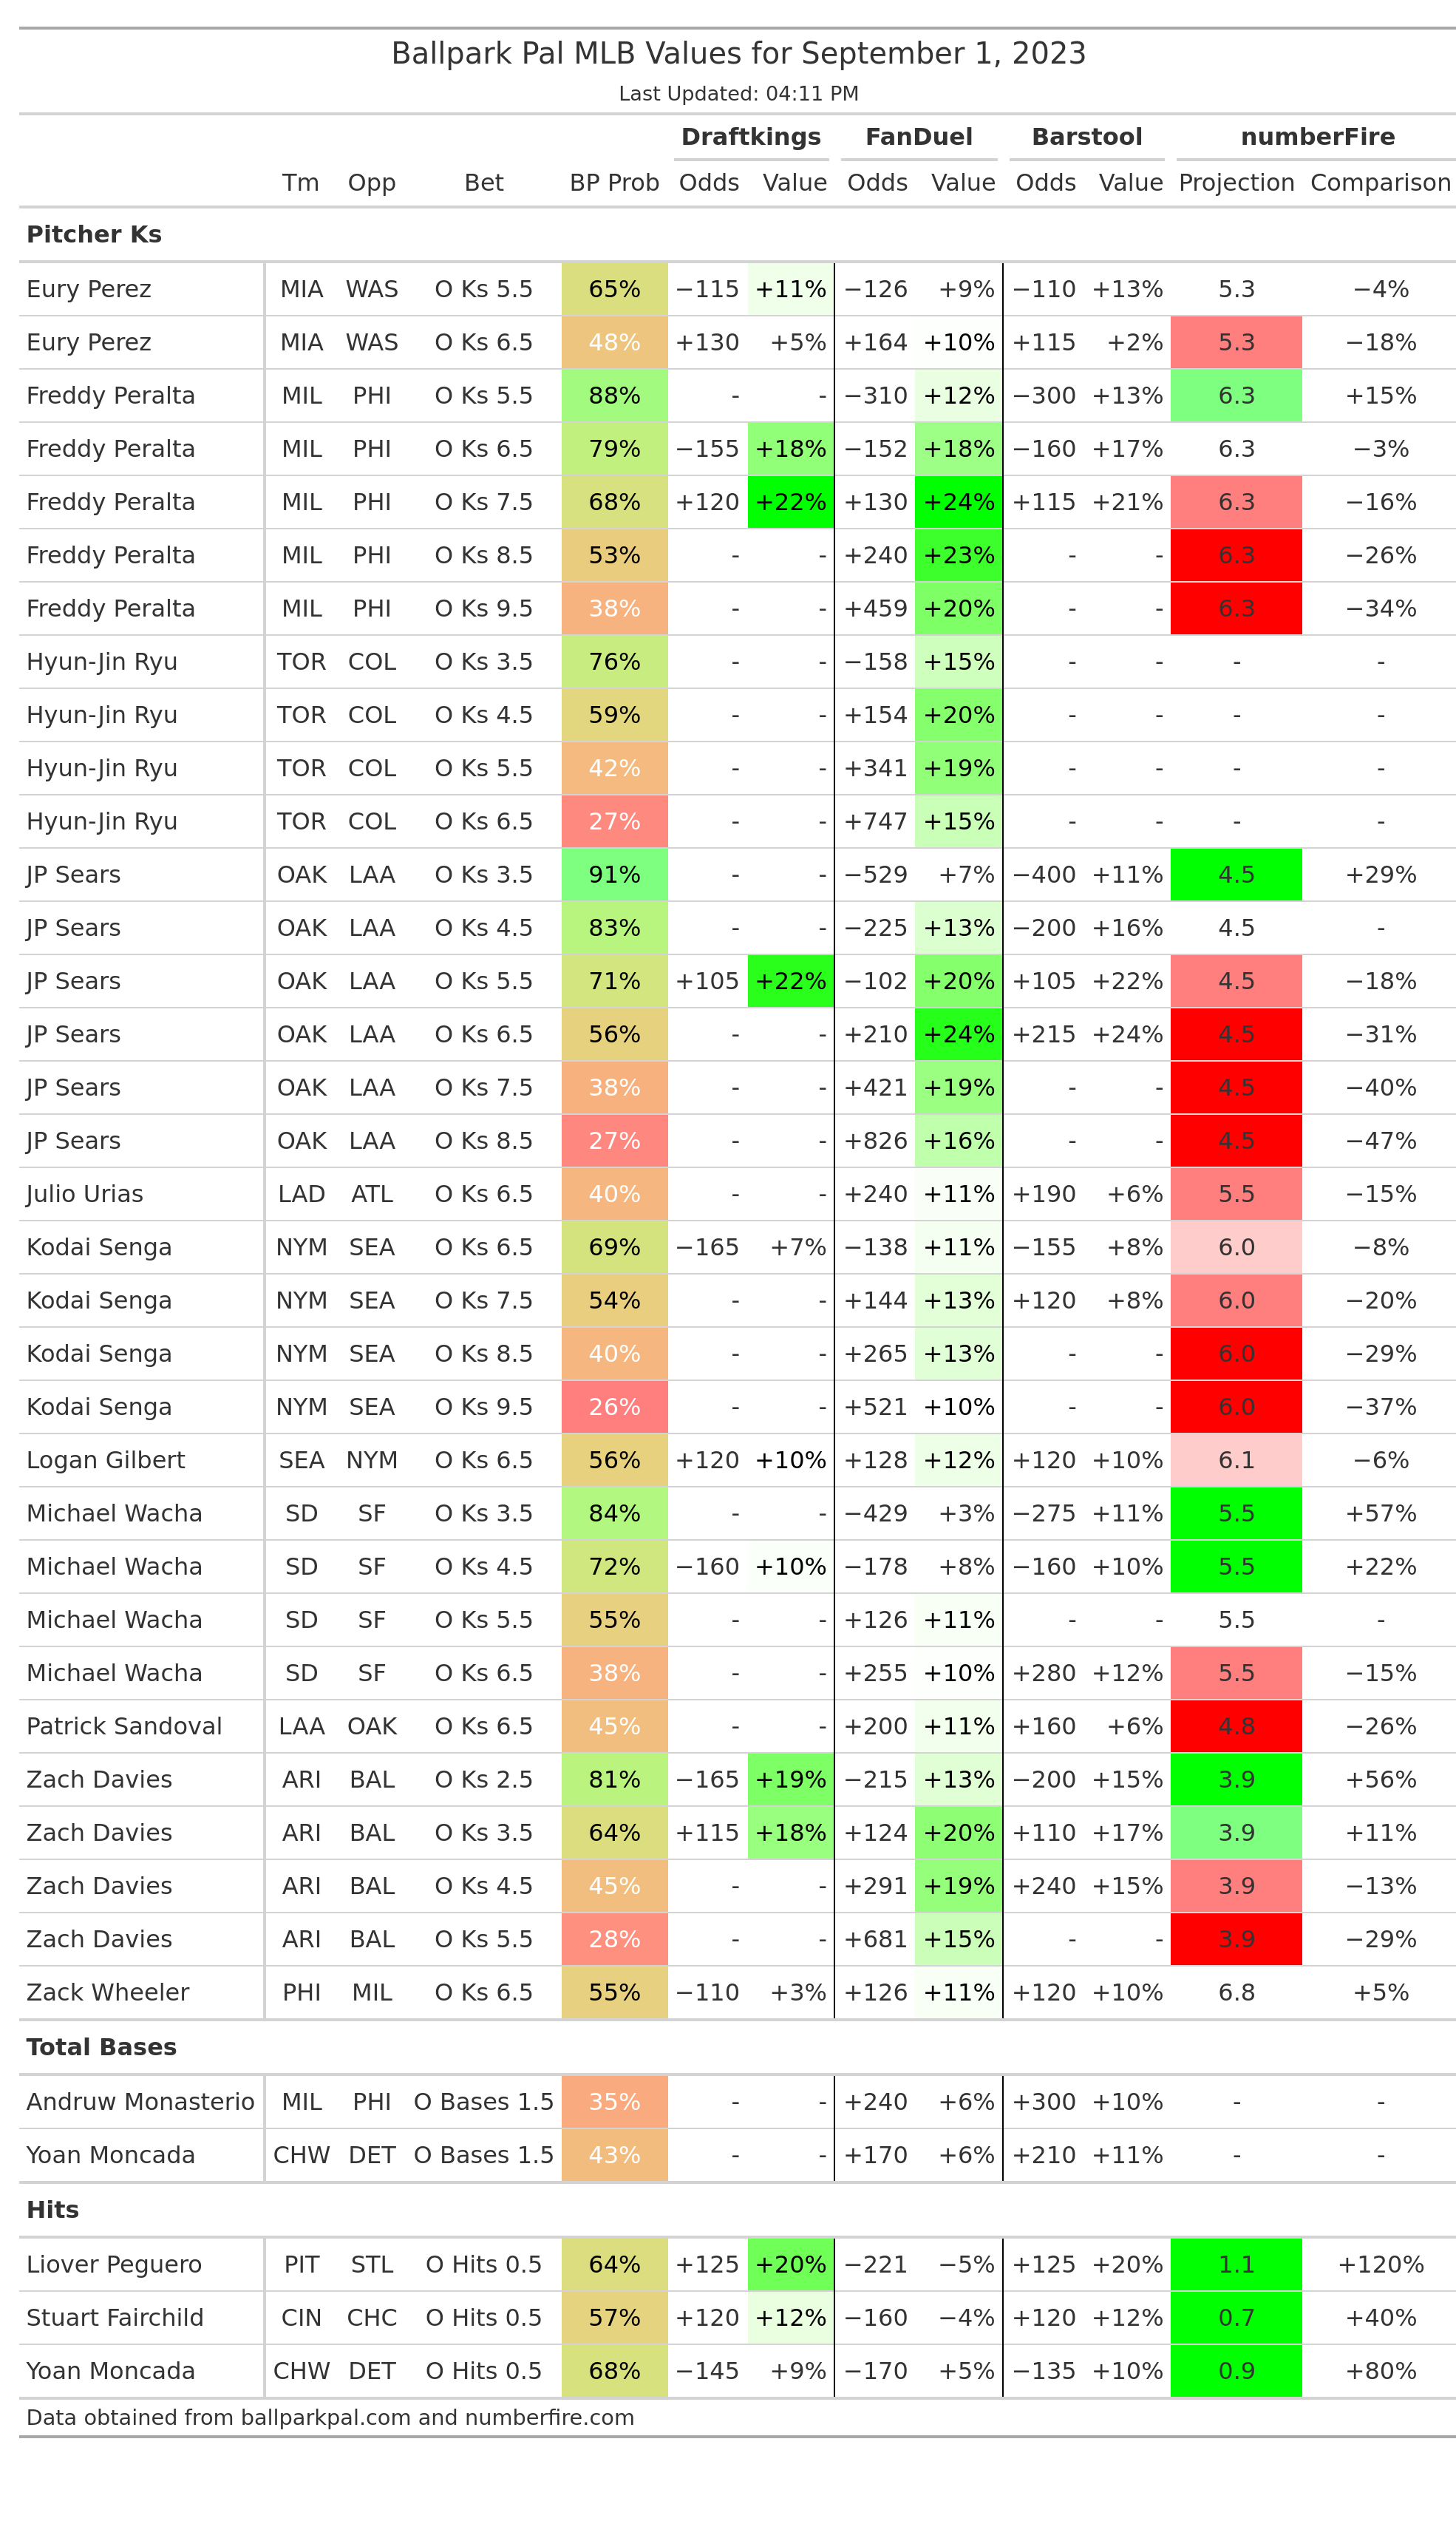 Ballpark Pal MLB Values for September 1, 2023
Last Updated: 04:11 PM
Draftkings FanDuel Barstool numberFire
Tm Opp Bet BP Prob Odds Value Odds Value Odds Value Projection Comparison
Pitcher Ks
Eury Perez MIA WAS O Ks 5.5 65% −115 +11% −126 +9% −110 +13% 5.3 −4%
Eury Perez MIA WAS O Ks 6.5 48% +130 +5% +164 +10% +115 +2% 5.3 −18%
Freddy Peralta MIL PHI O Ks 5.5 88% - - −310 +12% −300 +13% 6.3 +15%
Freddy Peralta MIL PHI O Ks 6.5 79% −155 +18% −152 +18% −160 +17% 6.3 −3%
Freddy Peralta MIL PHI O Ks 7.5 68% +120 +22% +130 +24% +115 +21% 6.3 −16%
Freddy Peralta MIL PHI O Ks 8.5 53% - - +240 +23% - - 6.3 −26%
Freddy Peralta MIL PHI O Ks 9.5 38% - - +459 +20% - - 6.3 −34%
Hyun-Jin Ryu TOR COL O Ks 3.5 76% - - −158 +15% - - - -
Hyun-Jin Ryu TOR COL O Ks 4.5 59% - - +154 +20% - - - -
Hyun-Jin Ryu TOR COL O Ks 5.5 42% - - +341 +19% - - - -
Hyun-Jin Ryu TOR COL O Ks 6.5 27% - - +747 +15% - - - -
JP Sears OAK LAA O Ks 3.5 91% - - −529 +7% −400 +11% 4.5 +29%
JP Sears OAK LAA O Ks 4.5 83% - - −225 +13% −200 +16% 4.5 -
JP Sears OAK LAA O Ks 5.5 71% +105 +22% −102 +20% +105 +22% 4.5 −18%
JP Sears OAK LAA O Ks 6.5 56% - - +210 +24% +215 +24% 4.5 −31%
JP Sears OAK LAA O Ks 7.5 38% - - +421 +19% - - 4.5 −40%
JP Sears OAK LAA O Ks 8.5 27% - - +826 +16% - - 4.5 −47%
Julio Urias LAD ATL O Ks 6.5 40% - - +240 +11% +190 +6% 5.5 −15%
Kodai Senga NYM SEA O Ks 6.5 69% −165 +7% −138 +11% −155 +8% 6.0 −8%
Kodai Senga NYM SEA O Ks 7.5 54% - - +144 +13% +120 +8% 6.0 −20%
Kodai Senga NYM SEA O Ks 8.5 40% - - +265 +13% - - 6.0 −29%
Kodai Senga NYM SEA O Ks 9.5 26% - - +521 +10% - - 6.0 −37%
Logan Gilbert SEA NYM O Ks 6.5 56% +120 +10% +128 +12% +120 +10% 6.1 −6%
Michael Wacha SD SF O Ks 3.5 84% - - −429 +3% −275 +11% 5.5 +57%
Michael Wacha SD SF O Ks 4.5 72% −160 +10% −178 +8% −160 +10% 5.5 +22%
Michael Wacha SD SF O Ks 5.5 55% - - +126 +11% - - 5.5 -
Michael Wacha SD SF O Ks 6.5 38% - - +255 +10% +280 +12% 5.5 −15%
Patrick Sandoval LAA OAK O Ks 6.5 45% - - +200 +11% +160 +6% 4.8 −26%
Zach Davies ARI BAL O Ks 2.5 81% −165 +19% −215 +13% −200 +15% 3.9 +56%
Zach Davies ARI BAL O Ks 3.5 64% +115 +18% +124 +20% +110 +17% 3.9 +11%
Zach Davies ARI BAL O Ks 4.5 45% - - +291 +19% +240 +15% 3.9 −13%
Zach Davies ARI BAL O Ks 5.5 28% - - +681 +15% - - 3.9 −29%
Zack Wheeler PHI MIL O Ks 6.5 55% −110 +3% +126 +11% +120 +10% 6.8 +5%
Total Bases
Andruw Monasterio MIL PHI O Bases 1.5 35% - - +240 +6% +300 +10% - -
Yoan Moncada CHW DET O Bases 1.5 43% - - +170 +6% +210 +11% - -
Hits
Liover Peguero PIT STL O Hits 0.5 64% +125 +20% −221 −5% +125 +20% 1.1 +120%
Stuart Fairchild CIN CHC O Hits 0.5 57% +120 +12% −160 −4% +120 +12% 0.7 +40%
Yoan Moncada CHW DET O Hits 0.5 68% −145 +9% −170 +5% −135 +10% 0.9 +80%
Data obtained from ballparkpal.com and numberfire.com